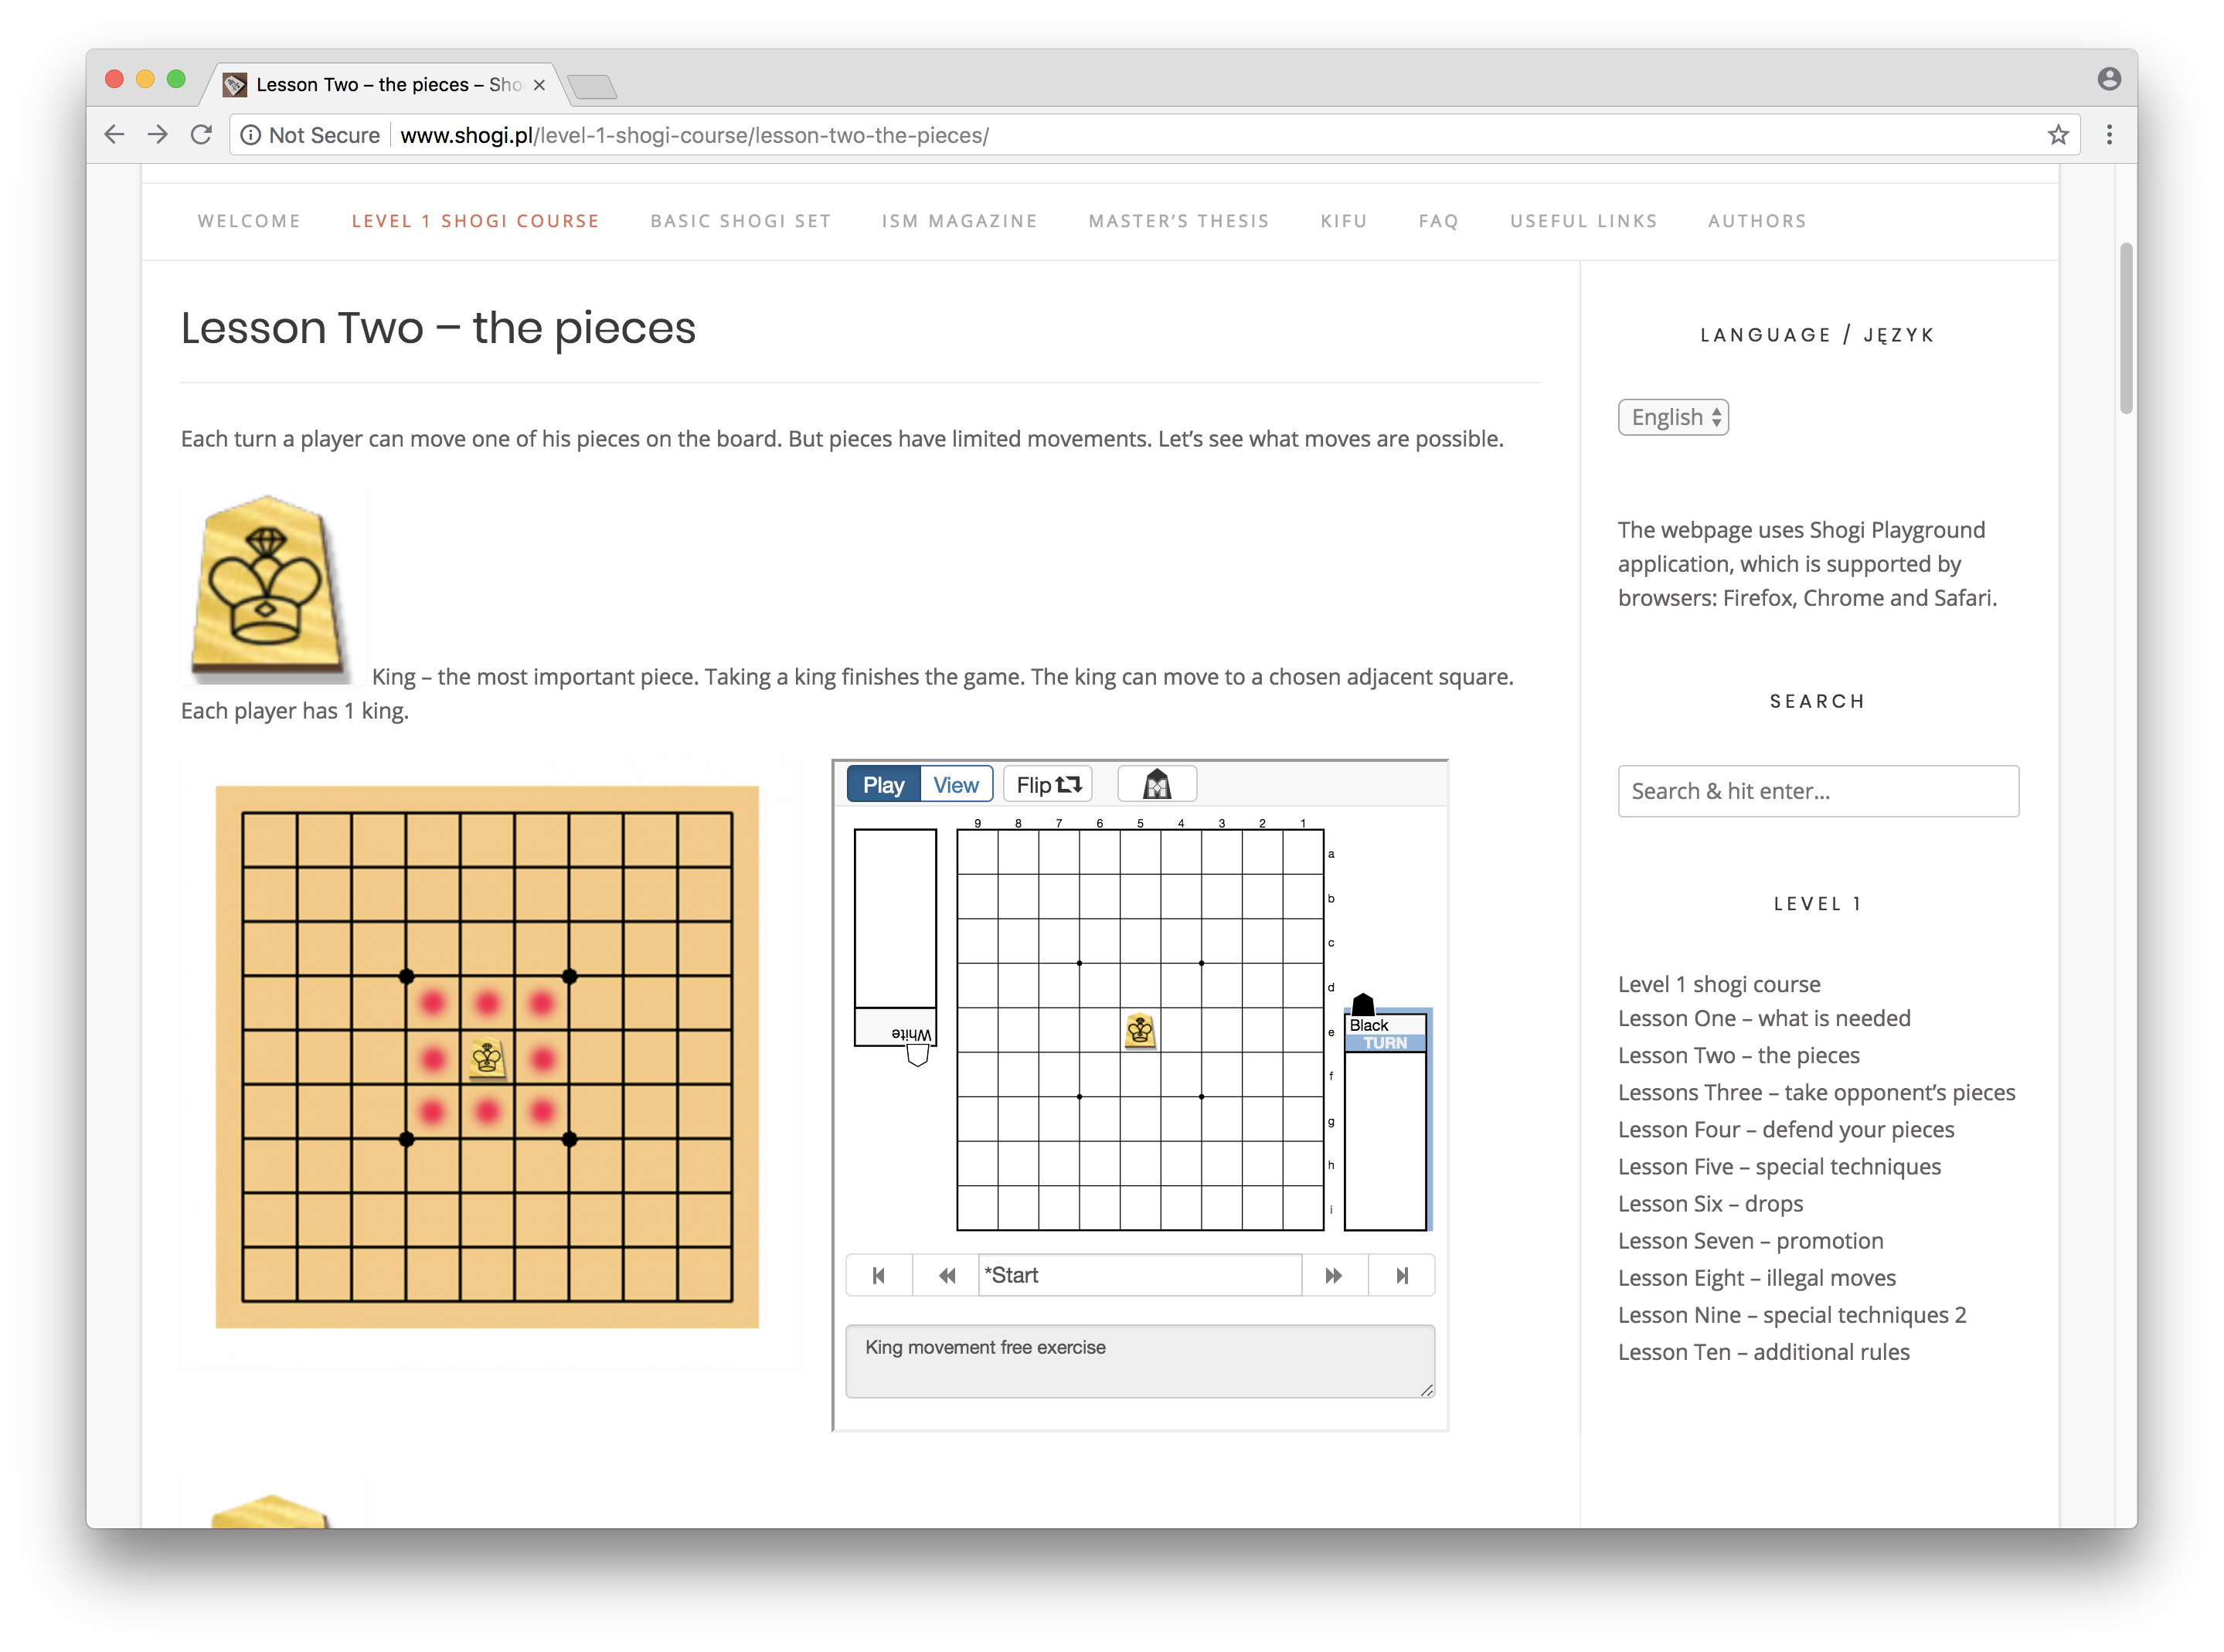 Lesson Two – the pieces – Sho
Not Secure www.shogi.pl/level-1-shogi-course/lesson-two-the-pieces/
WELCOME LEVEL 1 SHOGI COURSE BASIC SHOGI SET ISM MAGAZINE MASTER’S THESIS KIFU FAQ USEFUL LINKS AUTHORS
Lesson Two – the pieces
Each turn a player can move one of his pieces on the board. But pieces have limited movements. Let’s see what moves are possible.
King – the most important piece. Taking a king finishes the game. The king can move to a chosen adjacent square.
Each player has 1 king.
Play View Flip
9 8 7 6 5 4 3 2 1
a
b
c
d
e
f
g
h
i
White
Black
TURN
*Start
King movement free exercise
LANGUAGE / JĘZYK
English
The webpage uses Shogi Playground
application, which is supported by
browsers: Firefox, Chrome and Safari.
SEARCH
Search & hit enter...
LEVEL 1
Level 1 shogi course
Lesson One – what is needed
Lesson Two – the pieces
Lessons Three – take opponent’s pieces
Lesson Four – defend your pieces
Lesson Five – special techniques
Lesson Six – drops
Lesson Seven – promotion
Lesson Eight – illegal moves
Lesson Nine – special techniques 2
Lesson Ten – additional rules